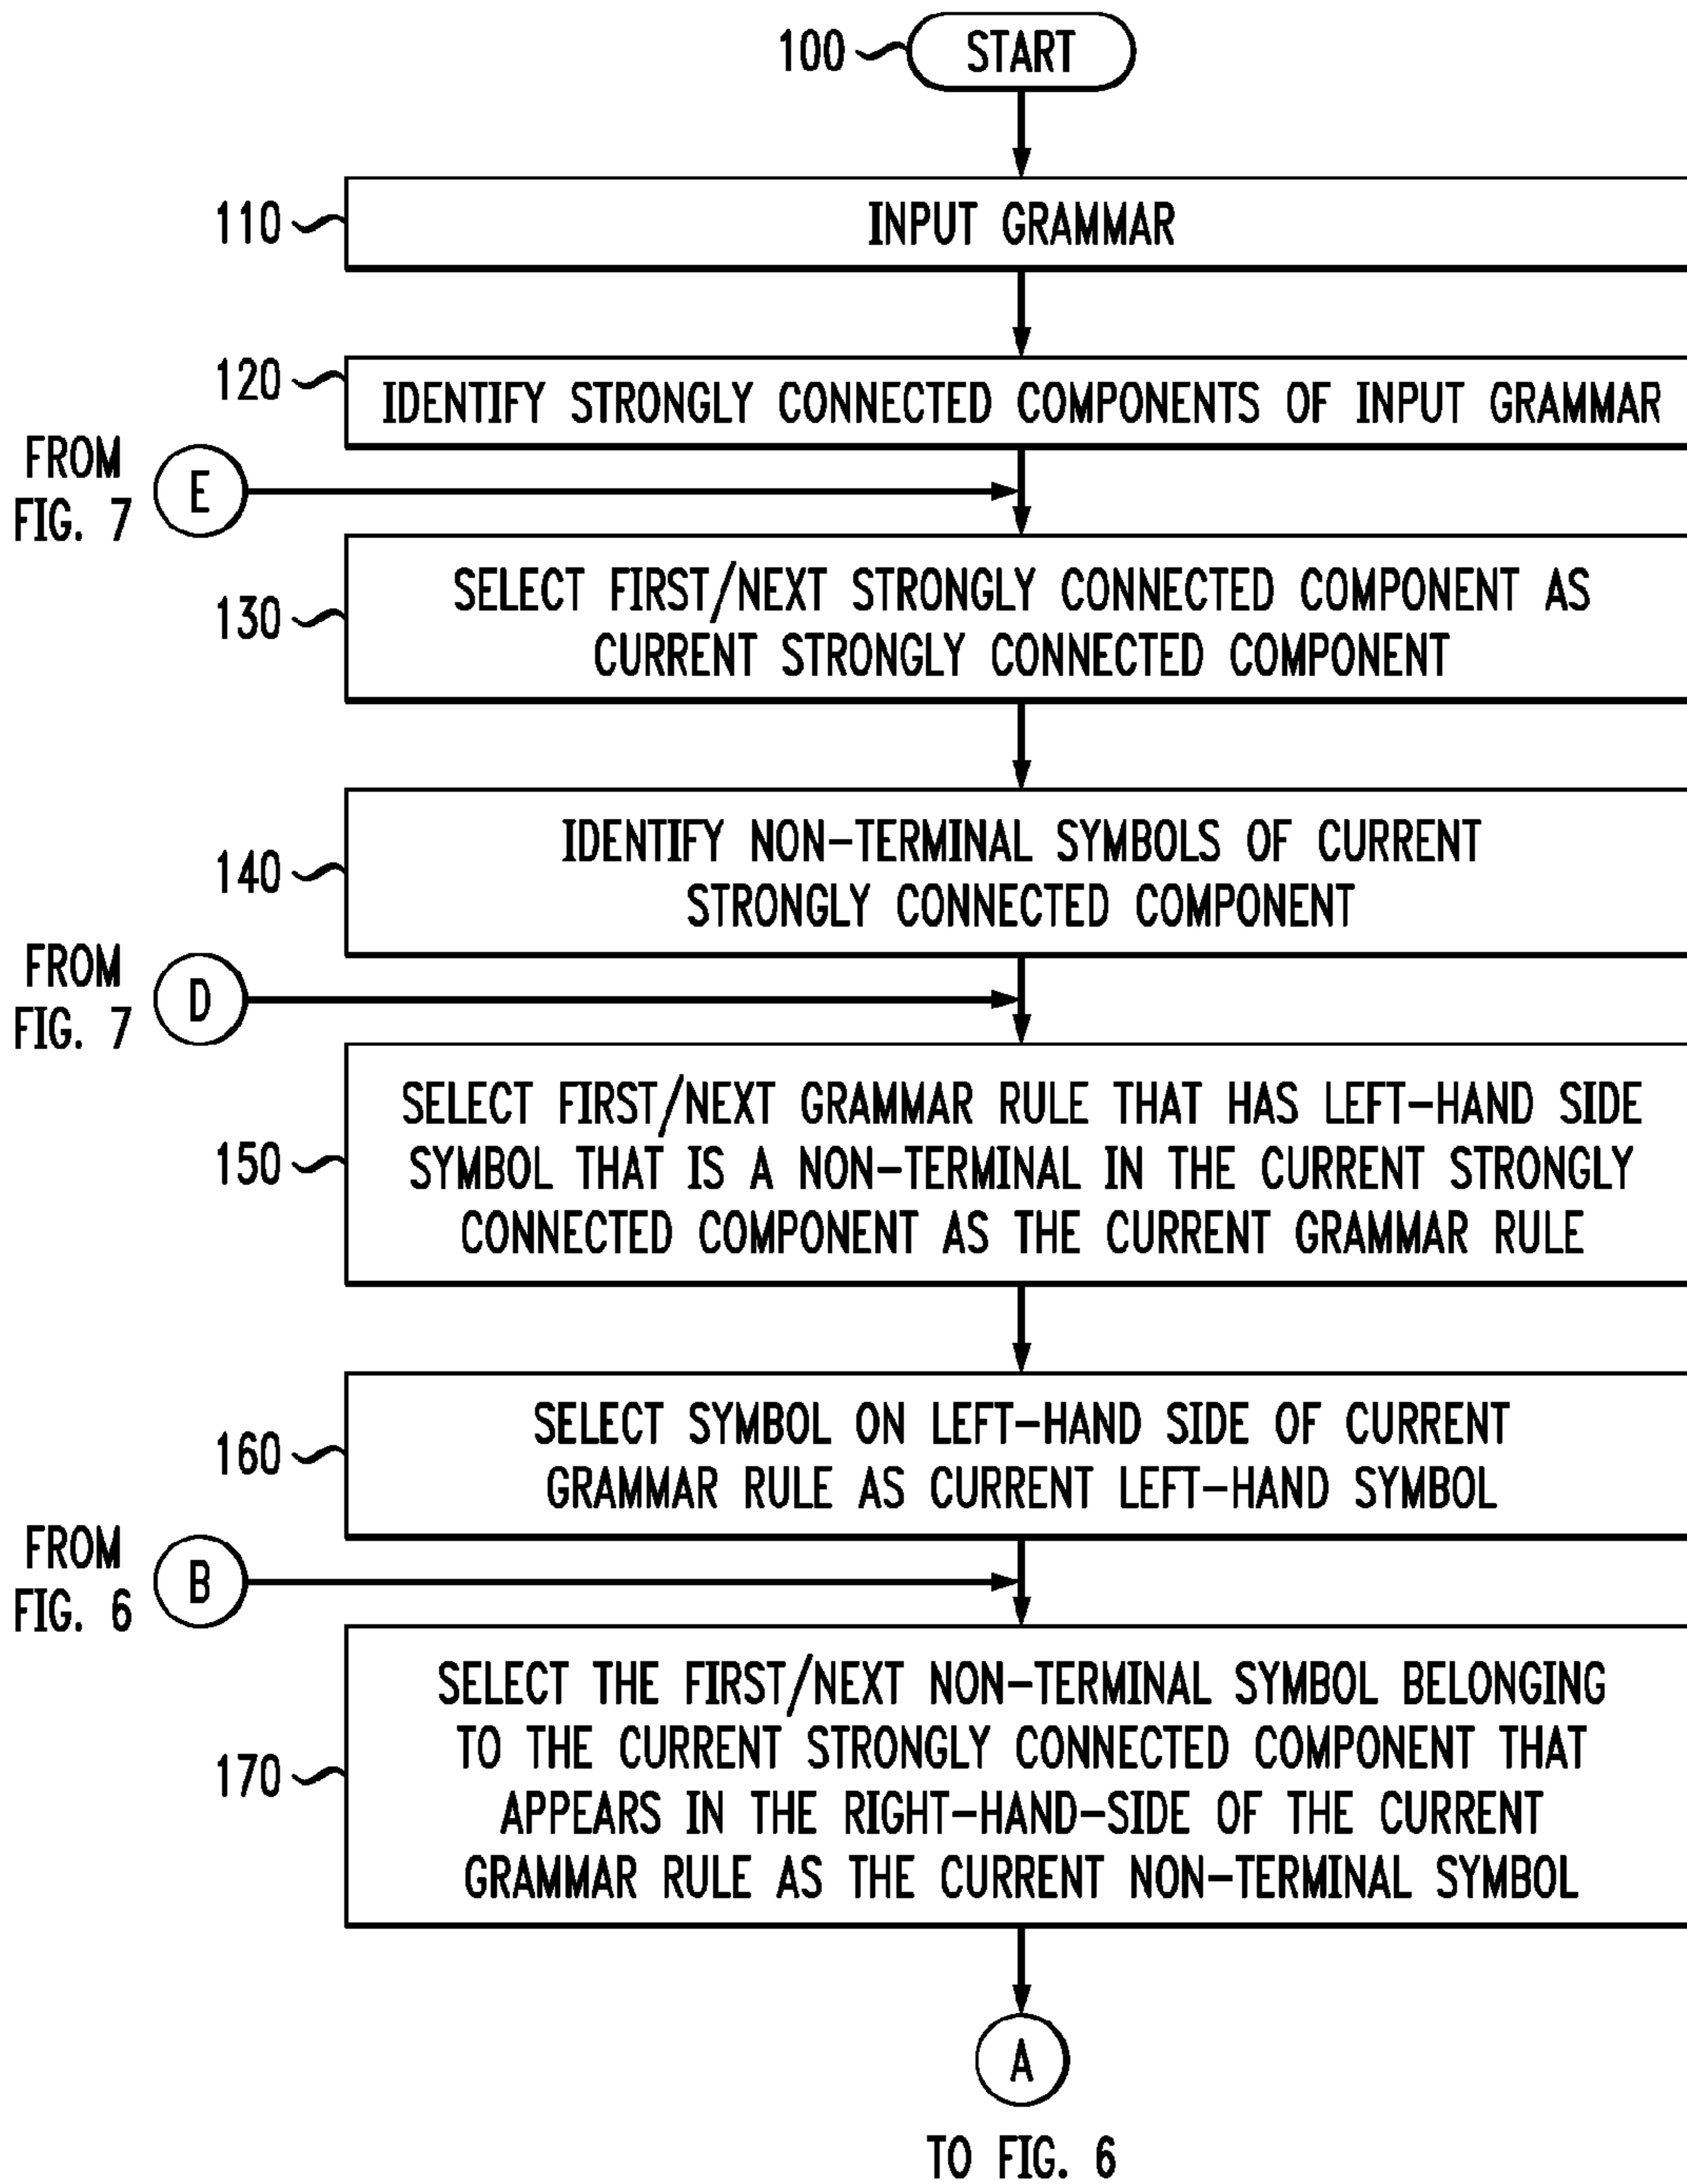 100 START
110 INPUT GRAMMAR
120 IDENTIFY STRONGLY CONNECTED COMPONENTS OF INPUT GRAMMAR
FROM
FIG. 7
E
130 SELECT FIRST/NEXT STRONGLY CONNECTED COMPONENT AS
CURRENT STRONGLY CONNECTED COMPONENT
140 IDENTIFY NON-TERMINAL SYMBOLS OF CURRENT
STRONGLY CONNECTED COMPONENT
FROM
FIG. 7
D
150 SELECT FIRST/NEXT GRAMMAR RULE THAT HAS LEFT-HAND SIDE
SYMBOL THAT IS A NON-TERMINAL IN THE CURRENT STRONGLY
CONNECTED COMPONENT AS THE CURRENT GRAMMAR RULE
160 SELECT SYMBOL ON LEFT-HAND SIDE OF CURRENT
GRAMMAR RULE AS CURRENT LEFT-HAND SYMBOL
FROM
FIG. 6
B
170 SELECT THE FIRST/NEXT NON-TERMINAL SYMBOL BELONGING
TO THE CURRENT STRONGLY CONNECTED COMPONENT THAT
APPEARS IN THE RIGHT-HAND-SIDE OF THE CURRENT
GRAMMAR RULE AS THE CURRENT NON-TERMINAL SYMBOL
A
TO FIG. 6